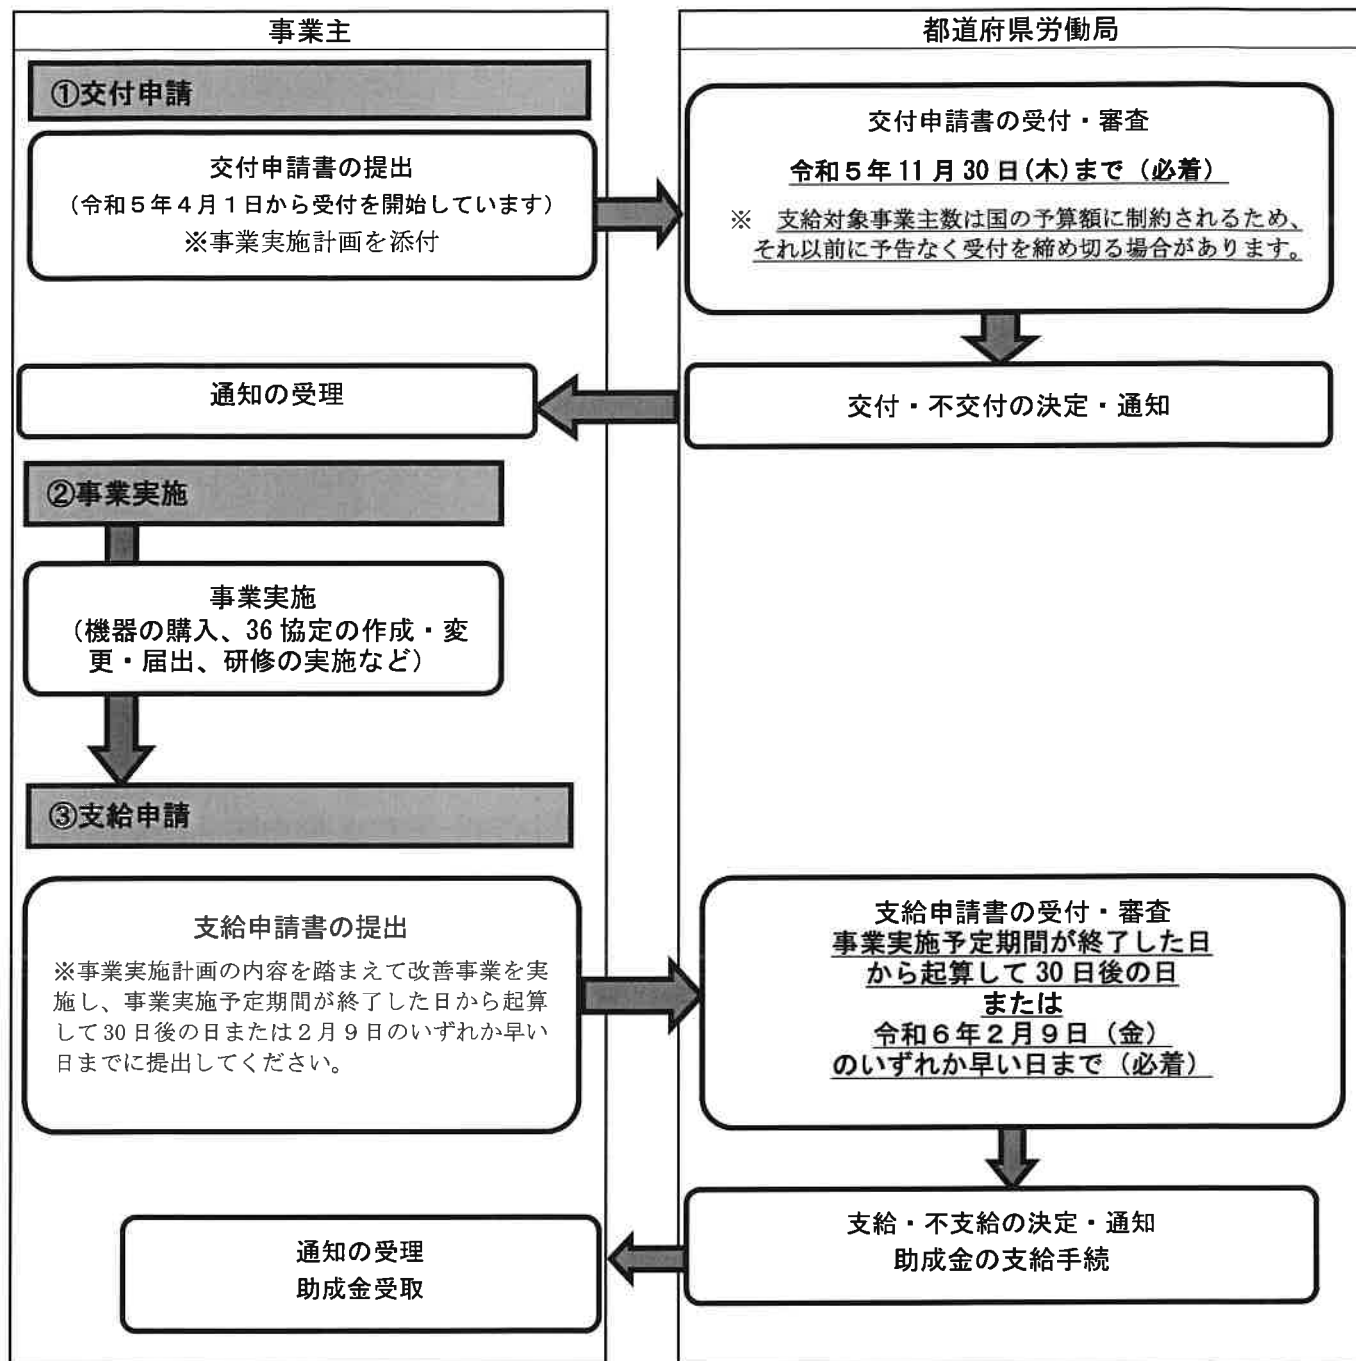 事業主
都道府県労働局
①交付申請
交付申請書の提出
（令和５年４月１日から受付を開始しています）
※事業実施計画を添付
交付申請書の受付・審査
令和５年 11 月 30 日(木)まで（必着）
※ 支給対象事業主数は国の予算額に制約されるため、
それ以前に予告なく受付を締め切る場合があります。
通知の受理
交付・不交付の決定・通知
②事業実施
事業実施
（機器の購入、36 協定の作成・変
更・届出、研修の実施など）
③支給申請
支給申請書の提出
※事業実施計画の内容を踏まえて改善事業を実
施し、事業実施予定期間が終了した日から起算
して 30 日後の日または２月９日のいずれか早い
日までに提出してください。
支給申請書の受付・審査
事業実施予定期間が終了した日
から起算して 30 日後の日
または
令和６年２月９日（金）
のいずれか早い日まで（必着）
通知の受理
助成金受取
支給・不支給の決定・通知
助成金の支給手続